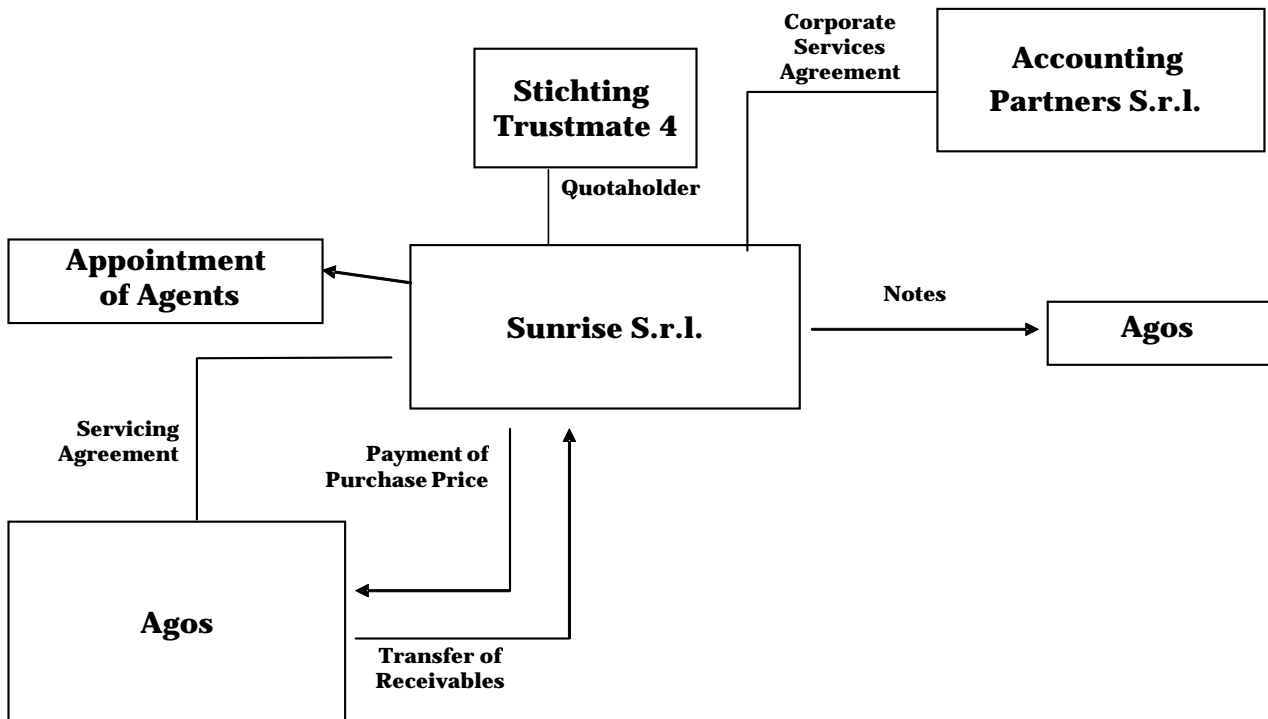 Corporate
Services
Agreement
Accounting
Partners S.r.l.
Stichting
Trustmate 4
Quotaholder
Appointment
of Agents
Sunrise S.r.l.
Notes
Agos
Servicing
Agreement
Payment of
Purchase Price
Agos
Transfer of
Receivables